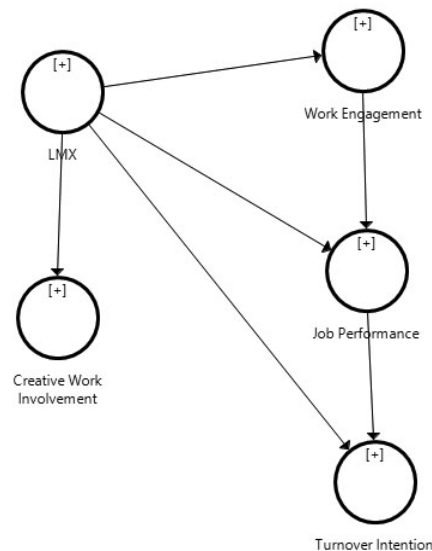 [+]
LMX
[+]
Work Engagement
[+]
Job Performance
[+]
Creative Work
Involvement
[+]
Turnover Intention